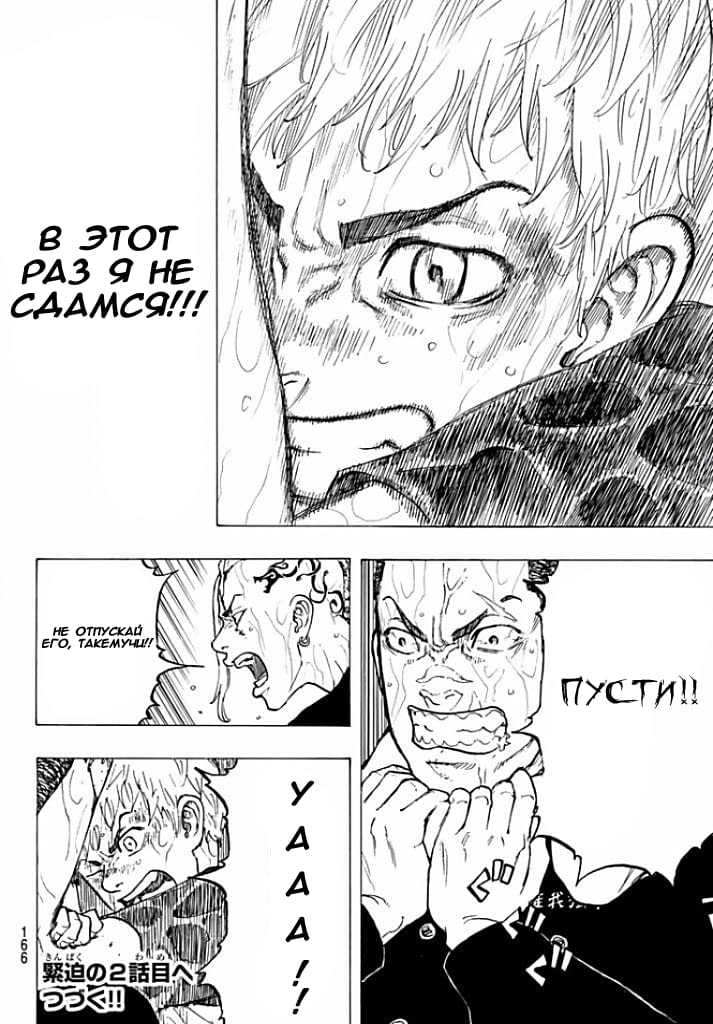 В ЭТОТ
РАЗ Я НЕ
СДАМСЯ!!!
ПУСТИ!!
НЕ ОТПУСКАЙ
ЕГО, ТАКЕМУЧИ!!
УААА!!
きんぱく わめ
緊迫の2話目へ
つづく!!
166